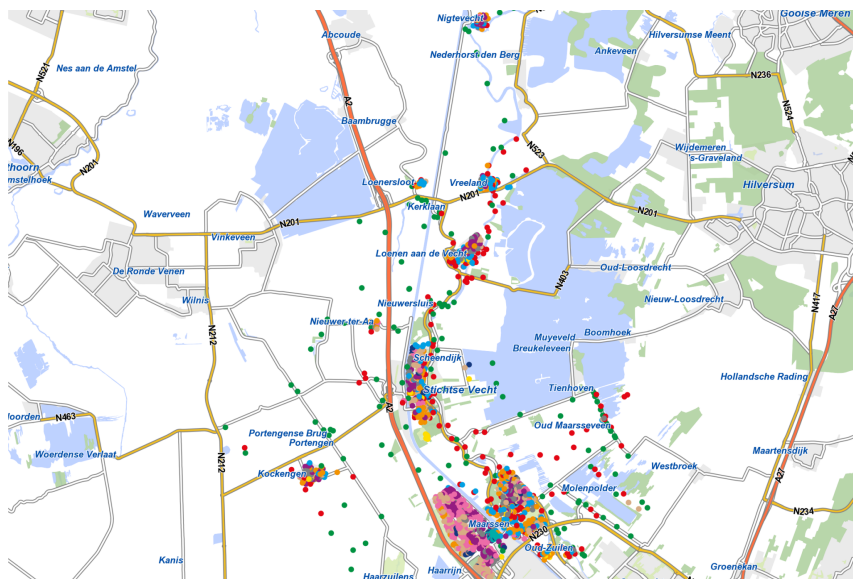 Nigtevecht
Gooise Meren
Abcoude
Hilversumse Meent
Ankeveen
Nederhorst den Berg
Nes aan de Amstel
N521
N236
A2
N524
Baambrugge
N196
N201
N523
Wijdemeren
's-Graveland
thoorn
mstelhoek
Loenersloot
Vreeland
Hilversum
N201
Kerklaan
N201
Waverveen
N201
Vinkeveen
Loenen aan de Vecht
De Ronde Venen
Oud-Loosdrecht
N403
Wilnis
Nieuwersluis
Nieuw-Loosdrecht
N417
A27
Nieuwer-ter-Aa
Boomhoek
Muyeveld
Breukeleveen
N212
Scheendijk
Hollandsche Rading
Stichtse Vecht
Tienhoven
A2
loorden
N463
Oud Maarsseveen
Portengense Brug
Portengen
Woerdense Verlaat
N212
Maartensdijk
Westbroek
Kockengen
A27
Molenpolder
N234
Maarssen
N230
Oud-Zuilen
Kanis
Groenekan
Haarrijn
Haarzuilens